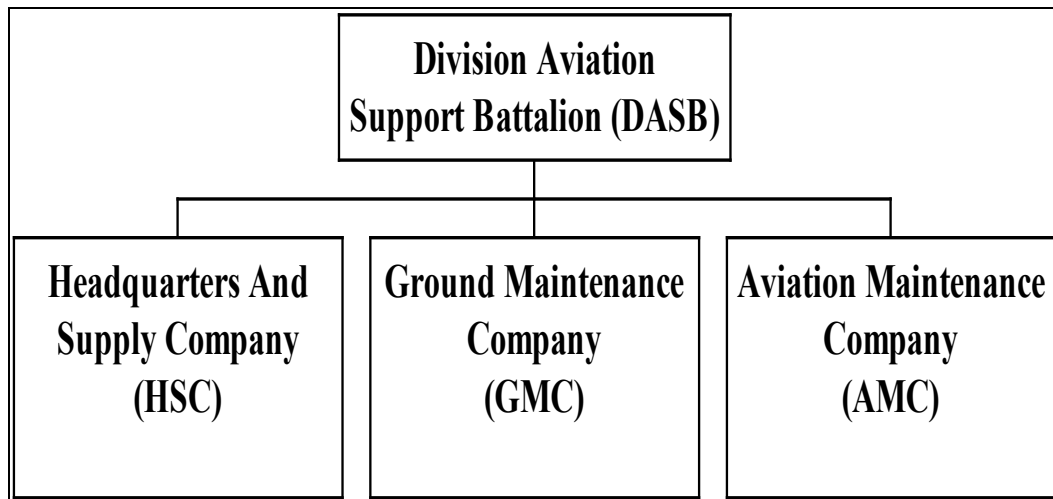 Division Aviation
Support Battalion (DASB)
Headquarters And
Supply Company
(HSC)
Ground Maintenance
Company
(GMC)
Aviation Maintenance
Company
(AMC)